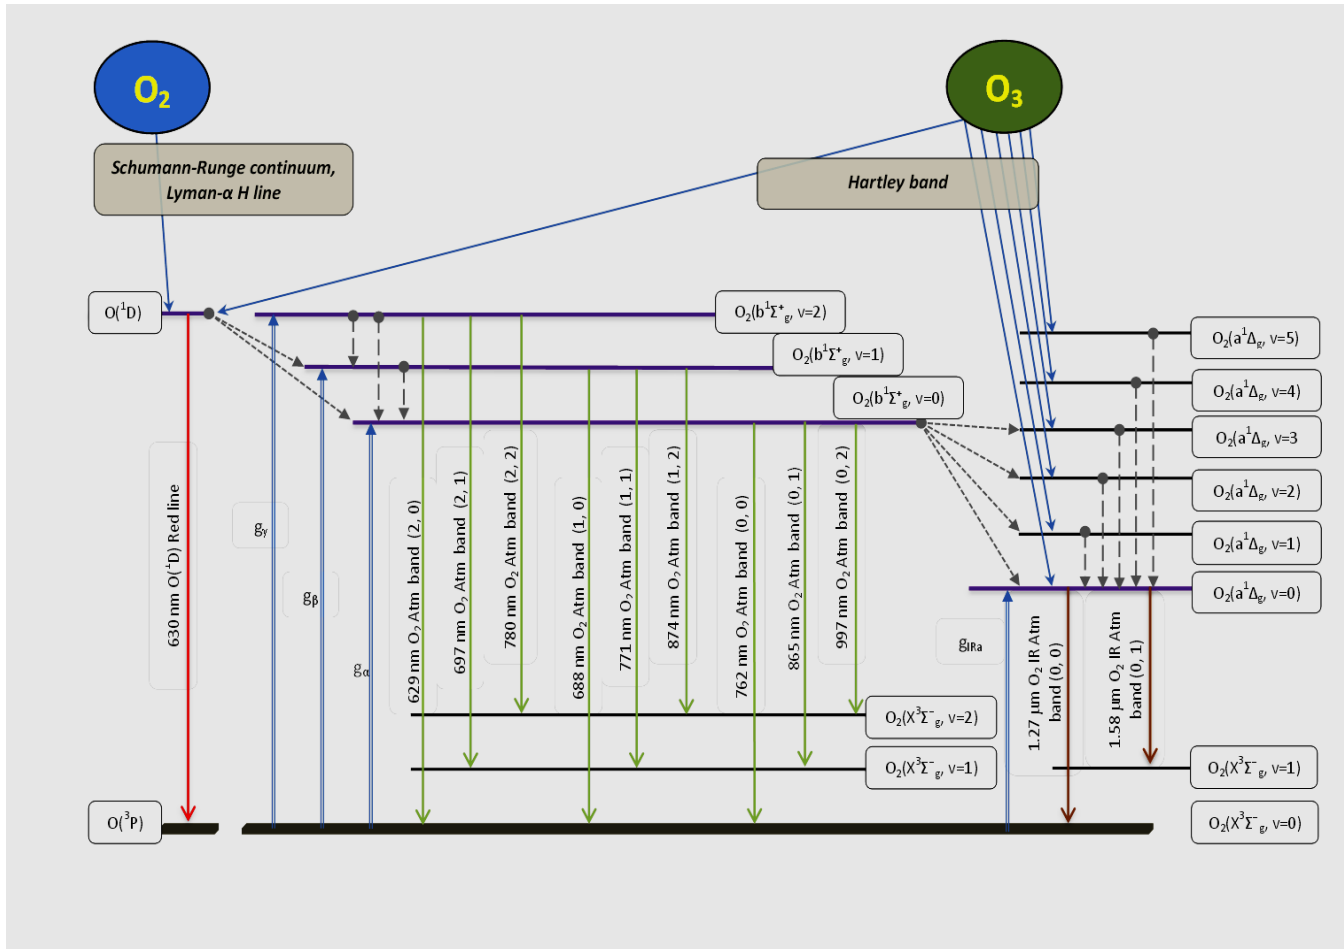 O₂
O₃
Schumann-Runge continuum,
Lyman-α H line
Hartley band
O(¹D)
O₂(b¹Σ⁺g, v=2)
O₂(b¹Σ⁺g, v=1)
O₂(b¹Σ⁺g, v=0)
O₂(a¹Δg, v=5)
O₂(a¹Δg, v=4)
O₂(a¹Δg, v=3
O₂(a¹Δg, v=2)
O₂(a¹Δg, v=1)
O₂(a¹Δg, v=0)
630 nm O(¹D) Red line
gγ
gβ
gα
629 nm O₂ Atm band (2, 0)
697 nm O₂ Atm band (2, 1)
780 nm O₂ Atm band (2, 2)
688 nm O₂ Atm band (1, 0)
771 nm O₂ Atm band (1, 1)
874 nm O₂ Atm band (1, 2)
762 nm O₂ Atm band (0, 0)
865 nm O₂ Atm band (0, 1)
997 nm O₂ Atm band (0, 2)
gIRa
1.27 µm O₂ IR Atm
band (0, 0)
1.58 µm O₂ IR Atm
band (0, 1)
O₂(X³Σ⁻g, v=2)
O₂(X³Σ⁻g, v=1)
O₂(X³Σ⁻g, v=1)
O(³P)
O₂(X³Σ⁻g, v=0)